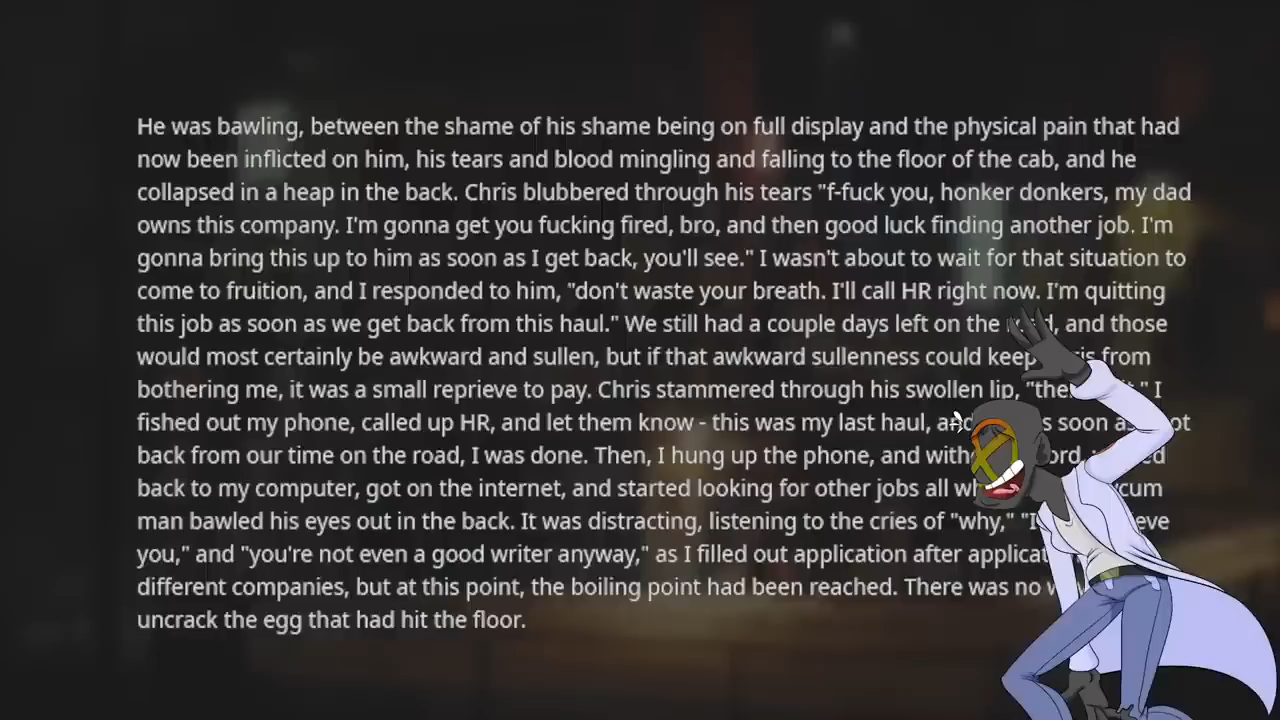 He was bawling, between the shame of his shame being on full display and the physical pain that had
now been inflicted on him, his tears and blood mingling and falling to the floor of the cab, and he
collapsed in a heap in the back. Chris blubbered through his tears "f-fuck you, honker donkers, my dad
owns this company. I'm gonna get you fucking fired, bro, and then good luck finding another job. I'm
gonna bring this up to him as soon as I get back, you'll see." I wasn't about to wait for that situation to
come to fruition, and I responded to him, "don't waste your breath. I'll call HR right now. I'm quitting
this job as soon as we get back from this haul." We still had a couple days left on the and those
would most certainly be awkward and sullen, but if that awkward sullenness could keep from
bothering me, it was a small reprieve to pay. Chris stammered through his swollen lip, I
fished out my phone, called up HR, and let them know - this was my last haul, soon
back from our time on the road, I was done. Then, I hung up the phone, and
back to my computer, got on the internet, and started looking for other jobs all
man bawled his eyes out in the back. It was distracting, listening to the cries of "why,"
you," and "you're not even a good writer anyway," as I filled out application after
different companies, but at this point, the boiling point had been reached. There was no
uncrack the egg that had hit the floor.